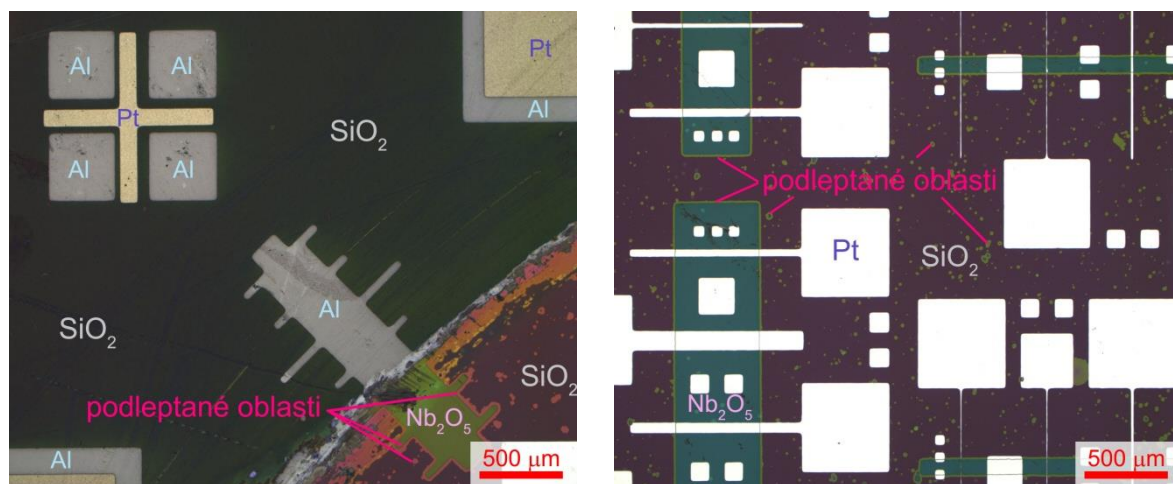 Al
Al
Pt
Al
Al
Pt
Al
SiO₂
Al
SiO₂
SiO₂
podleptané oblasti
Nb₂O₅
Al
500 µm
podleptané oblasti
Pt
SiO₂
Nb₂O₅
500 µm